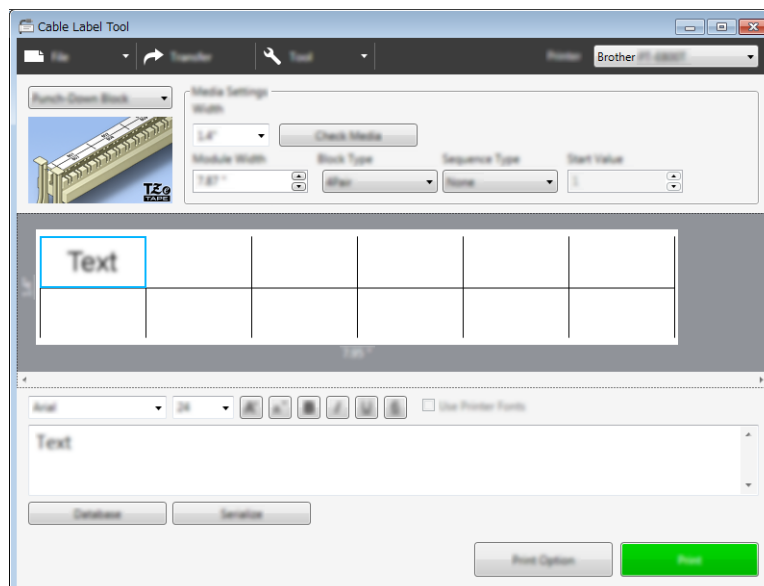 Cable Label Tool
File Transfer Tool Printer Brother
Punch-Down Block
Media Settings
Width
1.4" Check Media
Module Width Block Type Sequence Type Start Value
7.87 " 4Pair None 1
TZe
TAPE
Text
7.85 "
Arial 24 B I U Use Printer Fonts
Text
Database Serialize
Print Option Print